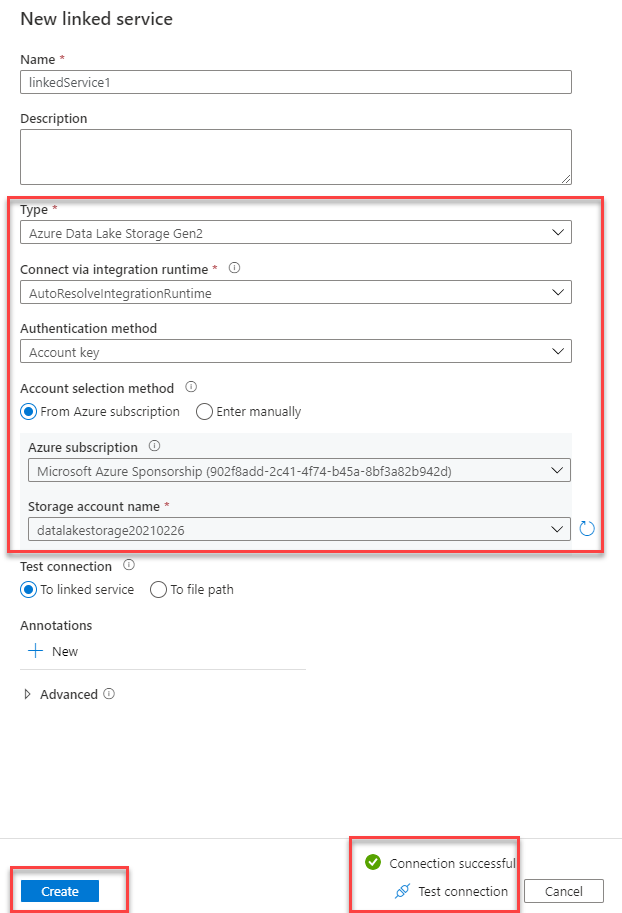 New linked service
Name *
linkedService1
Description
Type *
Azure Data Lake Storage Gen2
Connect via integration runtime *
AutoResolveIntegrationRuntime
Authentication method
Account key
Account selection method
From Azure subscription Enter manually
Azure subscription
Microsoft Azure Sponsorship (902f8add-2c41-4f74-b45a-8bf3a82b942d)
Storage account name *
datalakestorage20210226
Test connection
To linked service To file path
Annotations
New
Advanced
Connection successful
Create Test connection Cancel